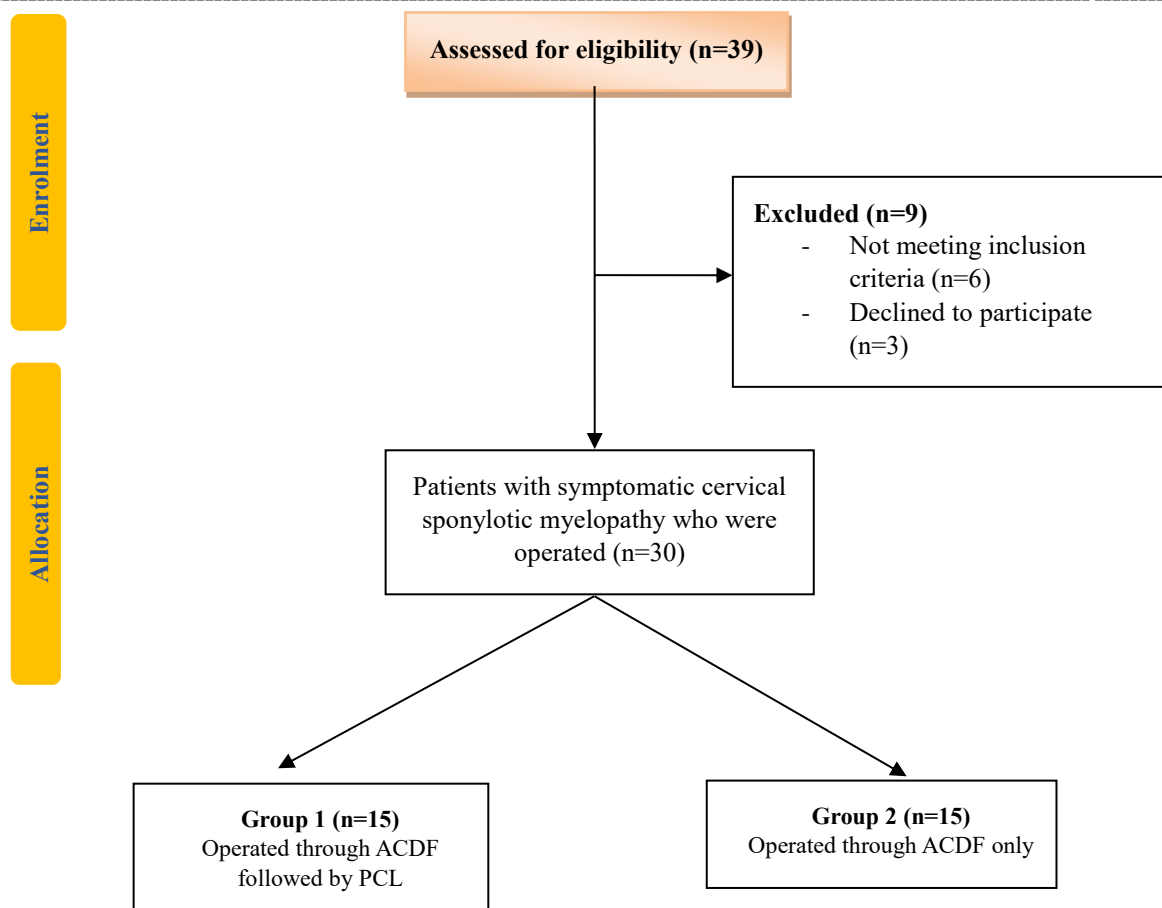 Assessed for eligibility (n=39)
Enrolment
Excluded (n=9)
- Not meeting inclusion
criteria (n=6)
- Declined to participate
(n=3)
Allocation
Patients with symptomatic cervical
sponylotic myelopathy who were
operated (n=30)
Group 1 (n=15)
Operated through ACDF
followed by PCL
Group 2 (n=15)
Operated through ACDF only